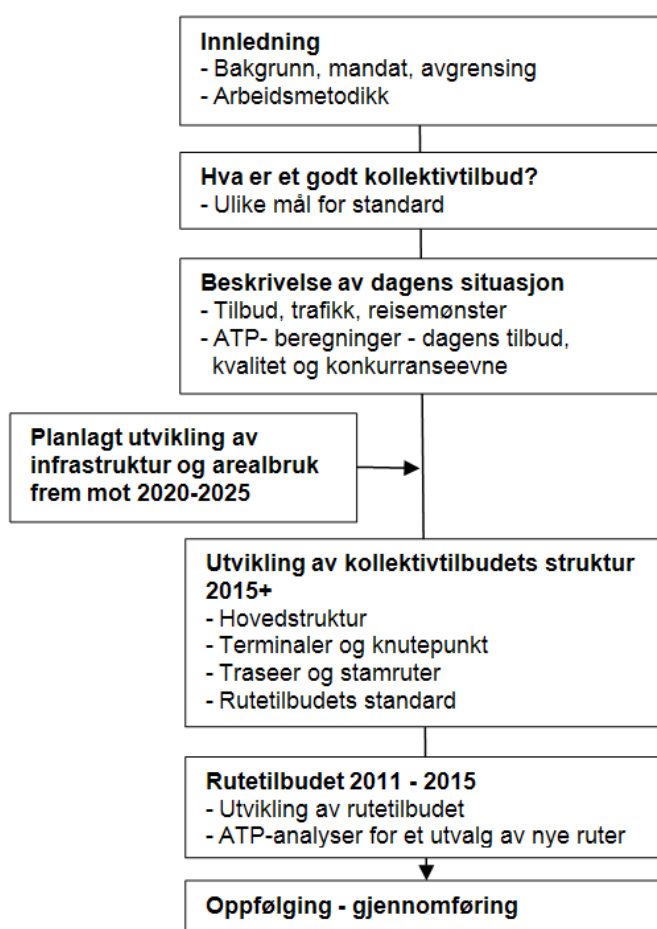 Innledning
- Bakgrunn, mandat, avgrensing
- Arbeidsmetodikk
Hva er et godt kollektivtilbud?
- Ulike mål for standard
Beskrivelse av dagens situasjon
- Tilbud, trafikk, reisemønster
- ATP- beregninger - dagens tilbud,
kvalitet og konkurranseevne
Planlagt utvikling av
infrastruktur og arealbruk
frem mot 2020-2025
Utvikling av kollektivtilbudets struktur
2015+
- Hovedstruktur
- Terminaler og knutepunkt
- Traseer og stamruter
- Rutetilbudets standard
Rutetilbudet 2011 - 2015
- Utvikling av rutetilbudet
- ATP-analyser for et utvalg av nye ruter
Oppfølging - gjennomføring